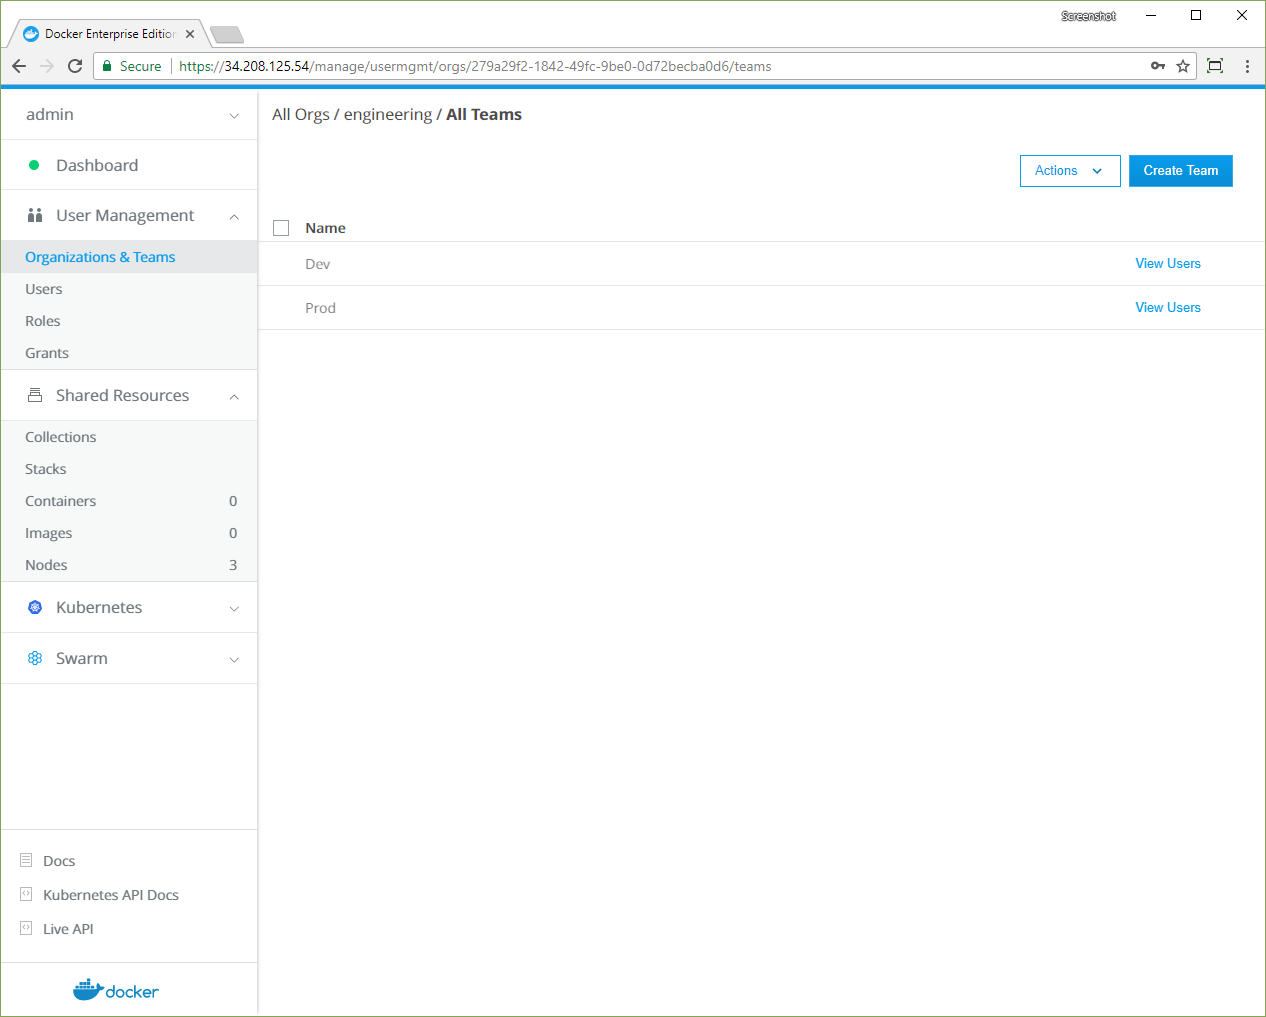 Screenshot
Docker Enterprise Edition
Secure https://34.208.125.54/manage/usermgmt/orgs/279a29f2-1842-49fc-9be0-0d72becba0d6/teams
admin
All Orgs / engineering / All Teams
Dashboard
Actions
Create Team
User Management
Name
Organizations & Teams
Dev
View Users
Users
Prod
View Users
Roles
Grants
Shared Resources
Collections
Stacks
Containers 0
Images 0
Nodes 3
Kubernetes
Swarm
Docs
Kubernetes API Docs
Live API
docker